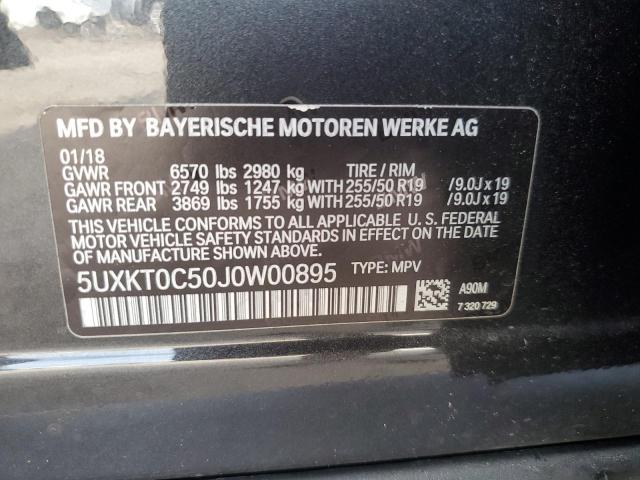 MFD BY BAYERISCHE MOTOREN WERKE AG
01/18
GVWR 6570 lbs 2980 kg TIRE / RIM
GAWR FRONT 2749 lbs 1247 kg WITH 255/50 R19 / 9.0J x 19
GAWR REAR 3869 lbs 1755 kg WITH 255/50 R19 / 9.0J x 19
THIS VEHICLE CONFORMS TO ALL APPLICABLE U. S. FEDERAL
MOTOR VEHICLE SAFETY STANDARDS IN EFFECT ON THE
DATE OF MANUFACTURE SHOWN ABOVE.
5UXKT0C50J0W00895 TYPE: MPV
A90M
7 320 729